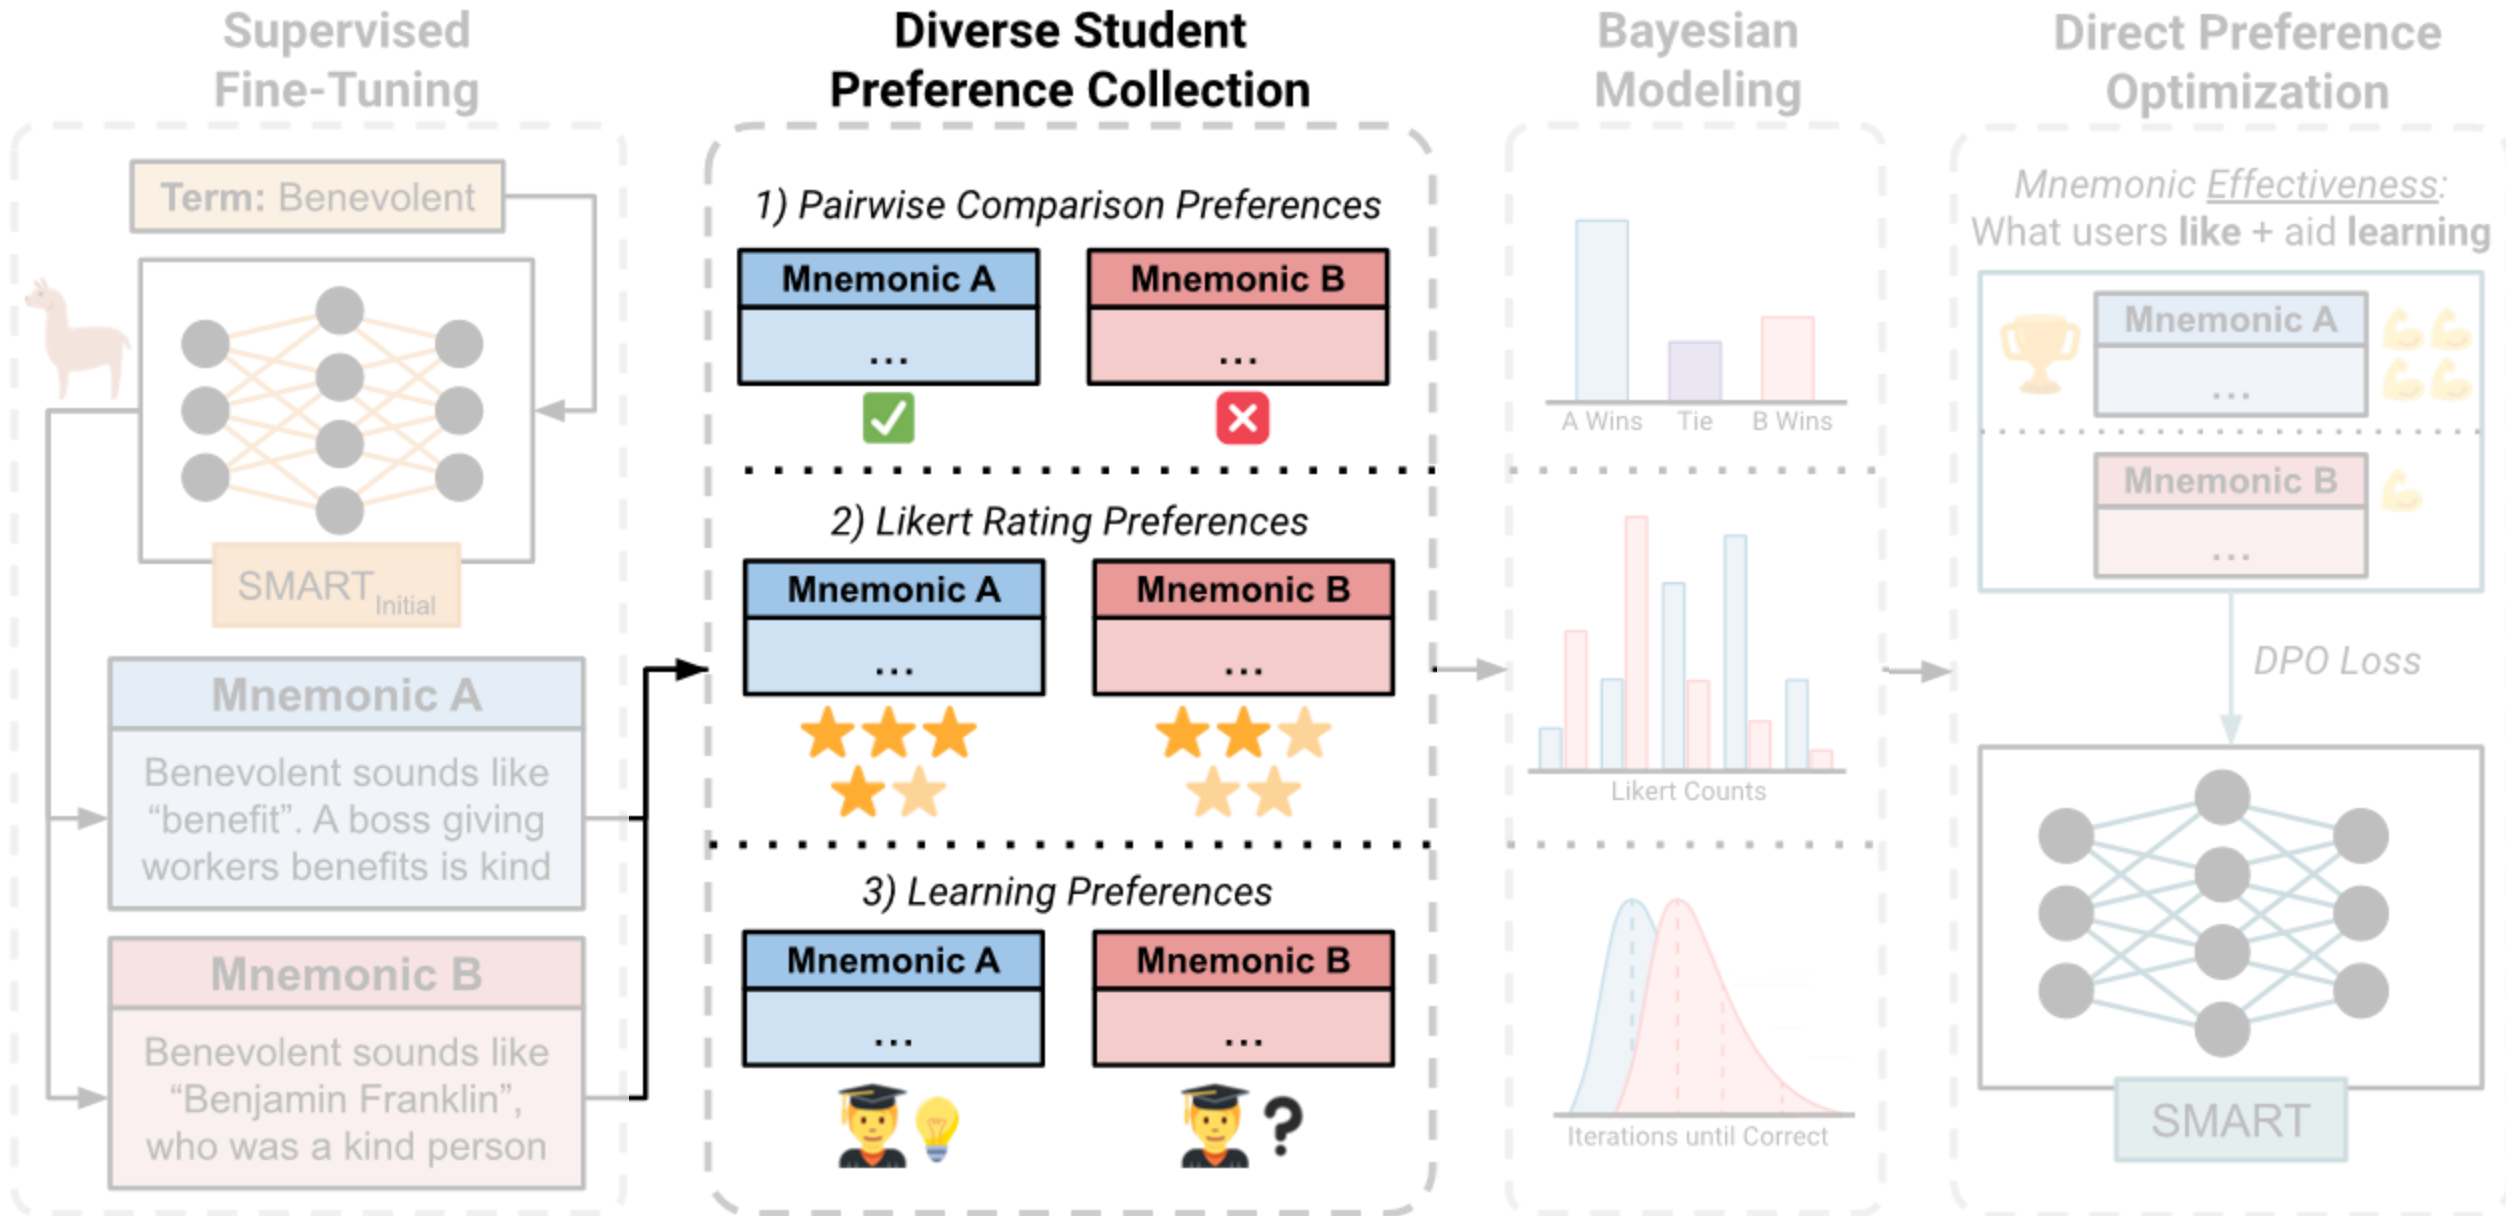 Supervised
Fine-Tuning
Term: Benevolent
SMART Initial
Mnemonic A
Benevolent sounds like
“benefit”. A boss giving
workers benefits is kind
Mnemonic B
Benevolent sounds like
“Benjamin Franklin”,
who was a kind person
Diverse Student
Preference Collection
1) Pairwise Comparison Preferences
Mnemonic A
...
Mnemonic B
...
2) Likert Rating Preferences
Mnemonic A
...
Mnemonic B
...
3) Learning Preferences
Mnemonic A
...
Mnemonic B
...
?
Bayesian
Modeling
A Wins
Tie
B Wins
Likert Counts
Iterations until Correct
Direct Preference
Optimization
Mnemonic Effectiveness:
What users like + aid learning
Mnemonic A
...
Mnemonic B
...
DPO Loss
SMART